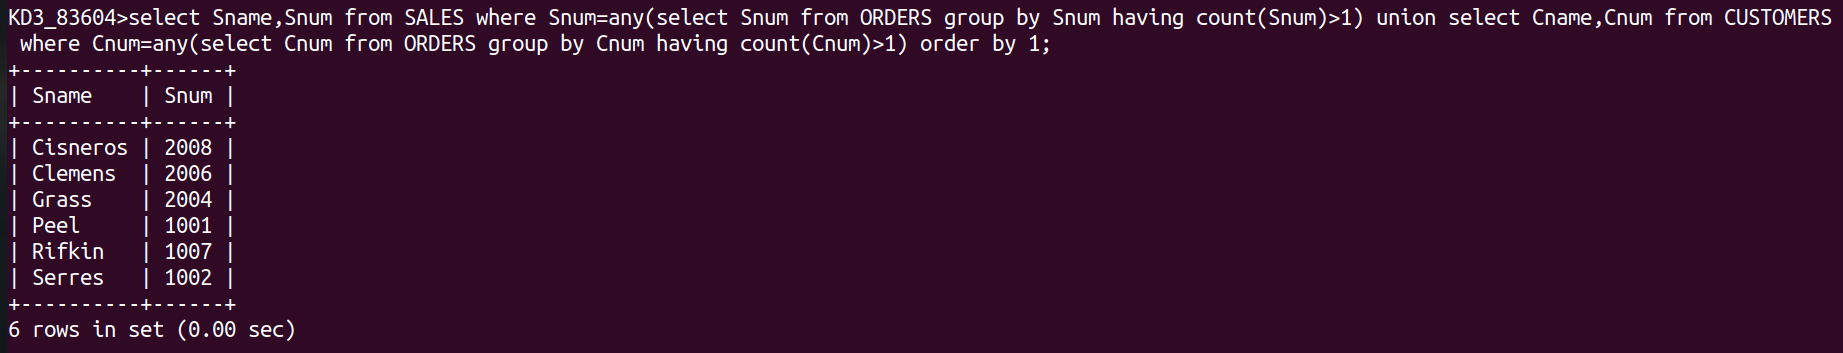 KD3_83604>select Sname,Snum from SALES where Snum=any(select Snum from ORDERS group by Snum having count(Snum)>1) union select Cname,Cnum from CUSTOMERS
 where Cnum=any(select Cnum from ORDERS group by Cnum having count(Cnum)>1) order by 1;
+----------+------+
| Sname    | Snum |
+----------+------+
| Cisneros | 2008 |
| Clemens  | 2006 |
| Grass    | 2004 |
| Peel     | 1001 |
| Rifkin   | 1007 |
| Serres   | 1002 |
+----------+------+
6 rows in set (0.00 sec)